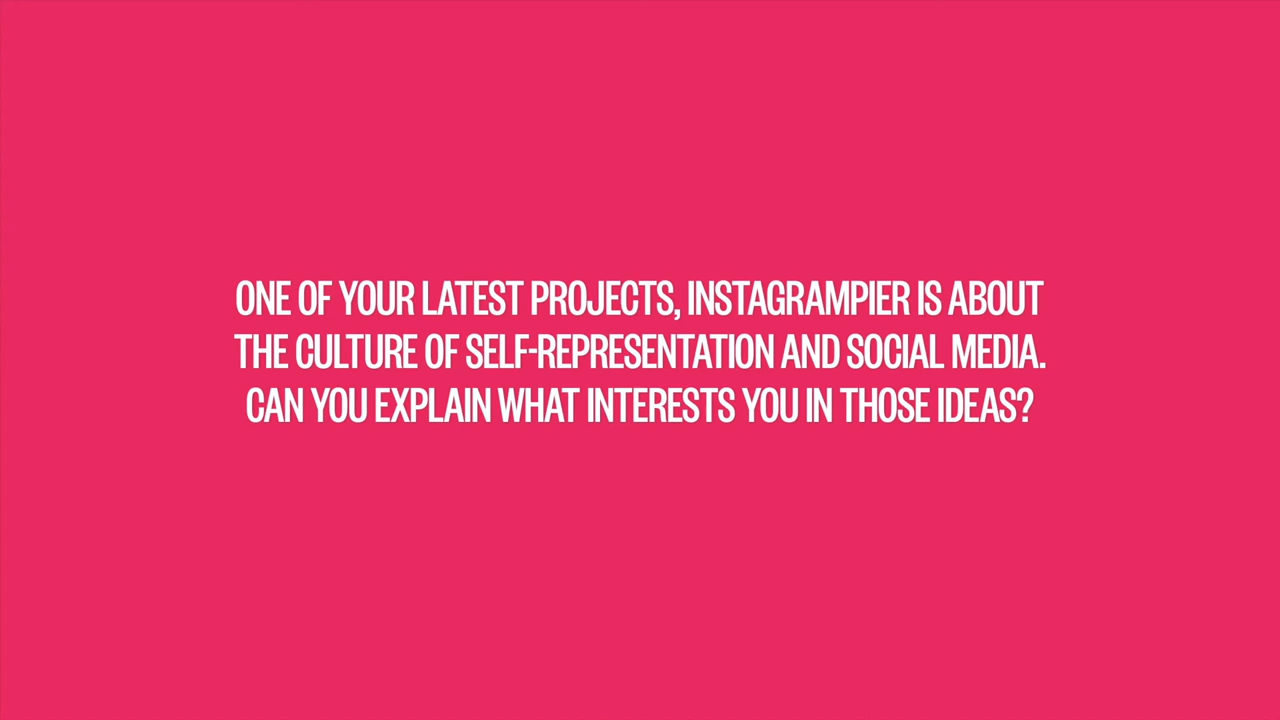 ONE OF YOUR LATEST PROJECTS, INSTAGRAMPIER IS ABOUT
THE CULTURE OF SELF-REPRESENTATION AND SOCIAL MEDIA.
CAN YOU EXPLAIN WHAT INTERESTS YOU IN THOSE IDEAS?